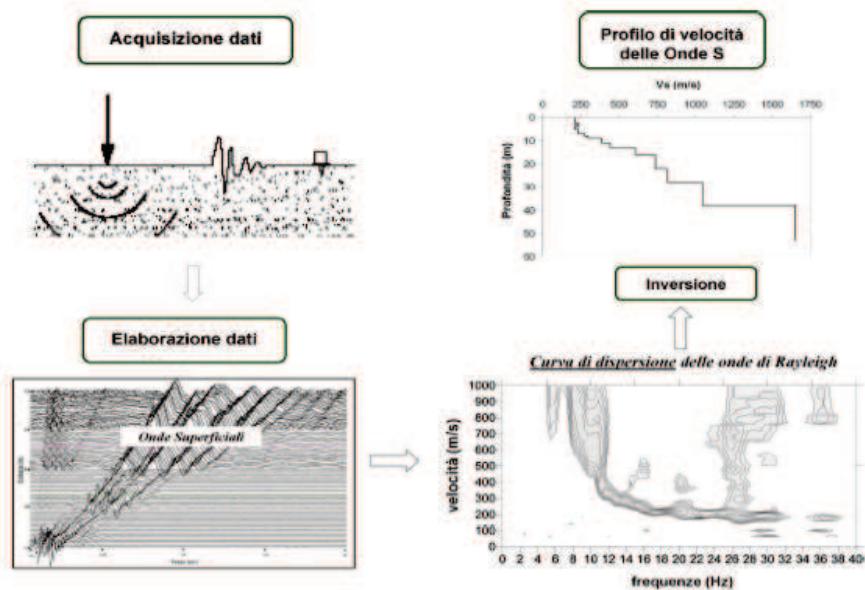 Acquisizione dati
Profilo di velocità
delle Onde S
Vs (m/s)
0 250 500 750 1000 1250 1500 1750
Profondità (m)
0
10
20
30
40
50
60
Inversione
Elaborazione dati
Onde Superficiali
Curva di dispersione delle onde di Rayleigh
velocità (m/s)
1000
900
800
700
600
500
400
300
200
100
0
0 2 4 6 8 10 12 14 16 18 20 22 24 26 28 30 32 34 36 38 40
frequenze (Hz)